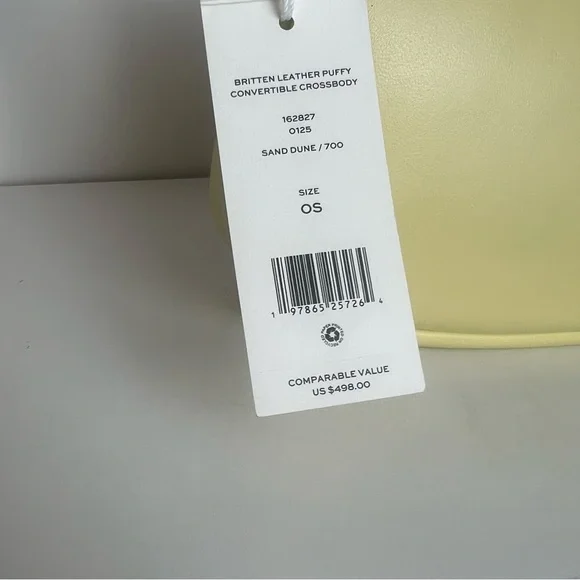 BRITTEN LEATHER PUFFY
CONVERTIBLE CROSSBODY
162827
0125
SAND DUNE / 700
SIZE
OS
1 97865 25726 4
COMPARABLE VALUE
US $498.00